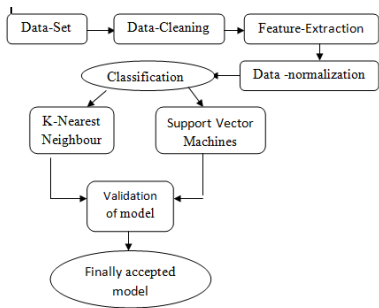 Data-Set
Data-Cleaning
Feature-Extraction
Data -normalization
Classification
K-Nearest
Neighbour
Support Vector
Machines
Validation
of model
Finally accepted
model